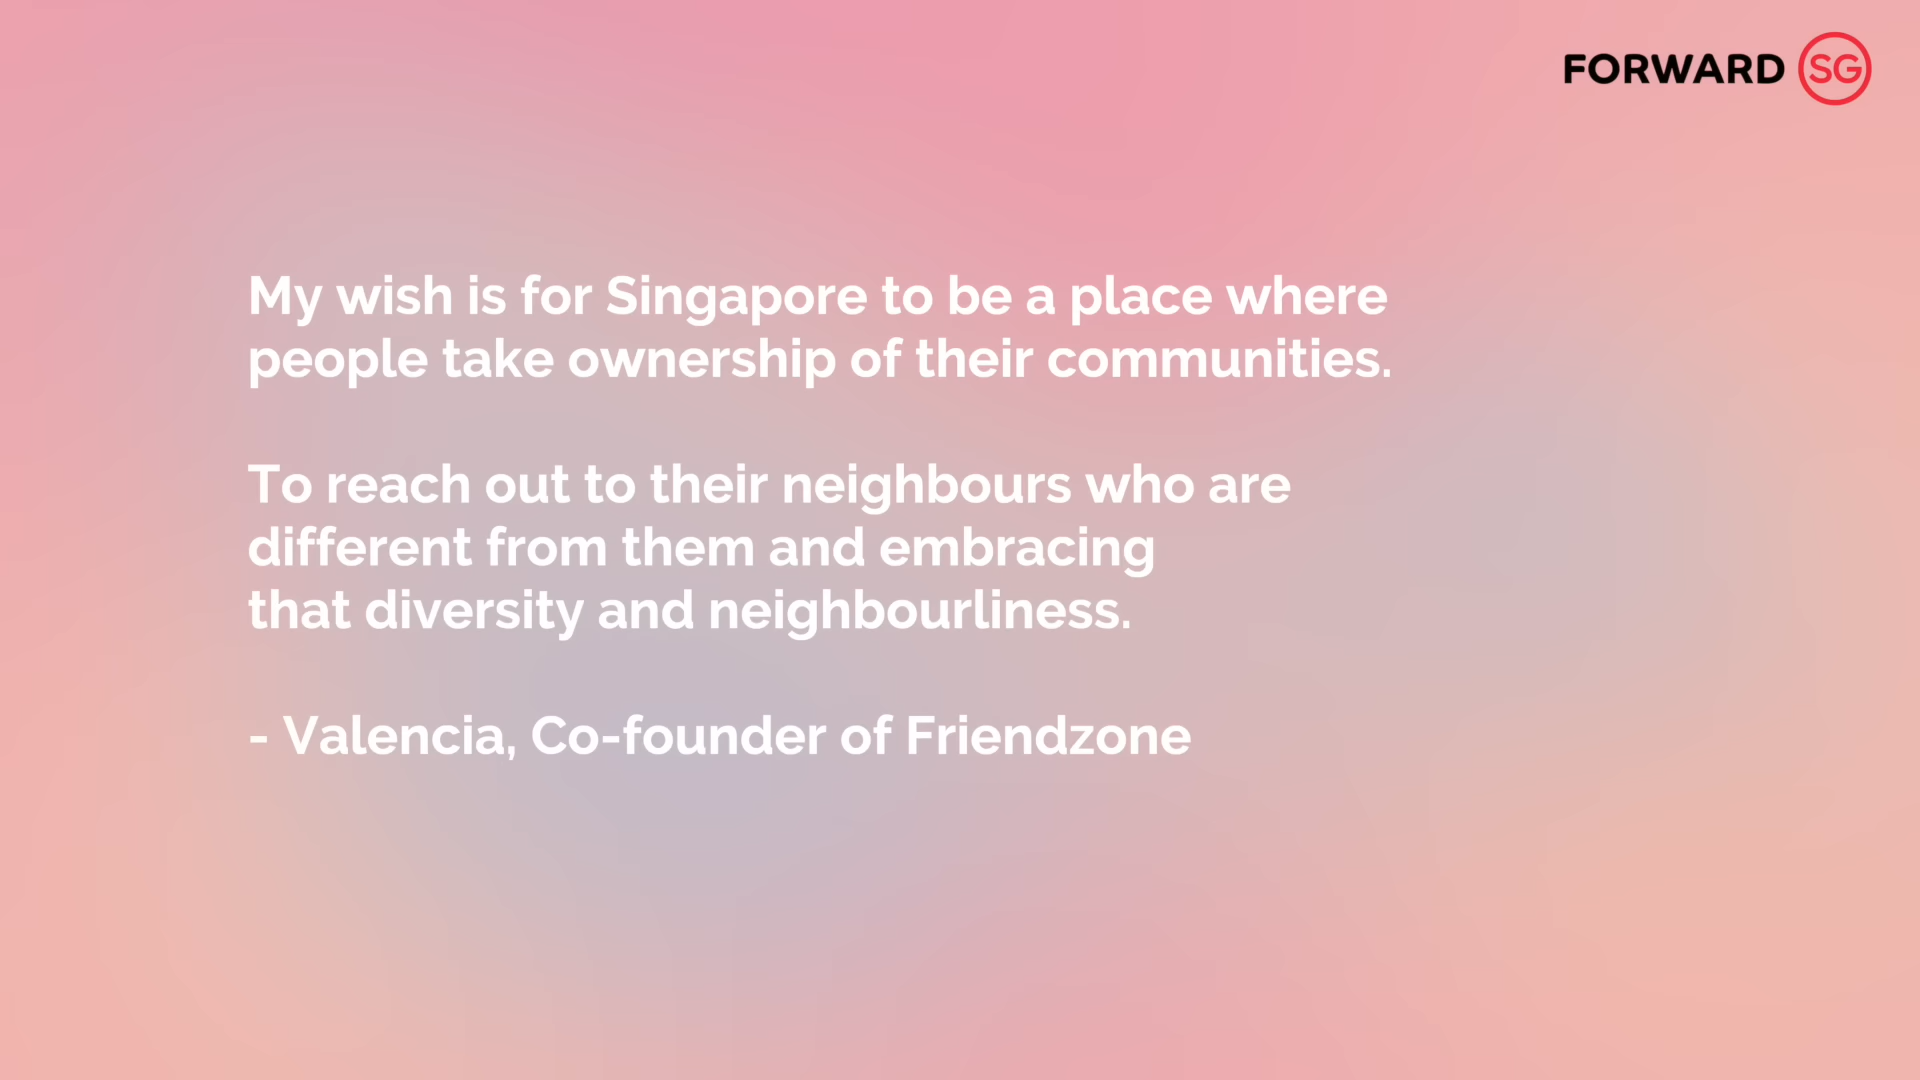 FORWARD SG
My wish is for Singapore to be a place where
people take ownership of their communities.
To reach out to their neighbours who are
different from them and embracing
that diversity and neighbourliness.
- Valencia, Co-founder of Friendzone